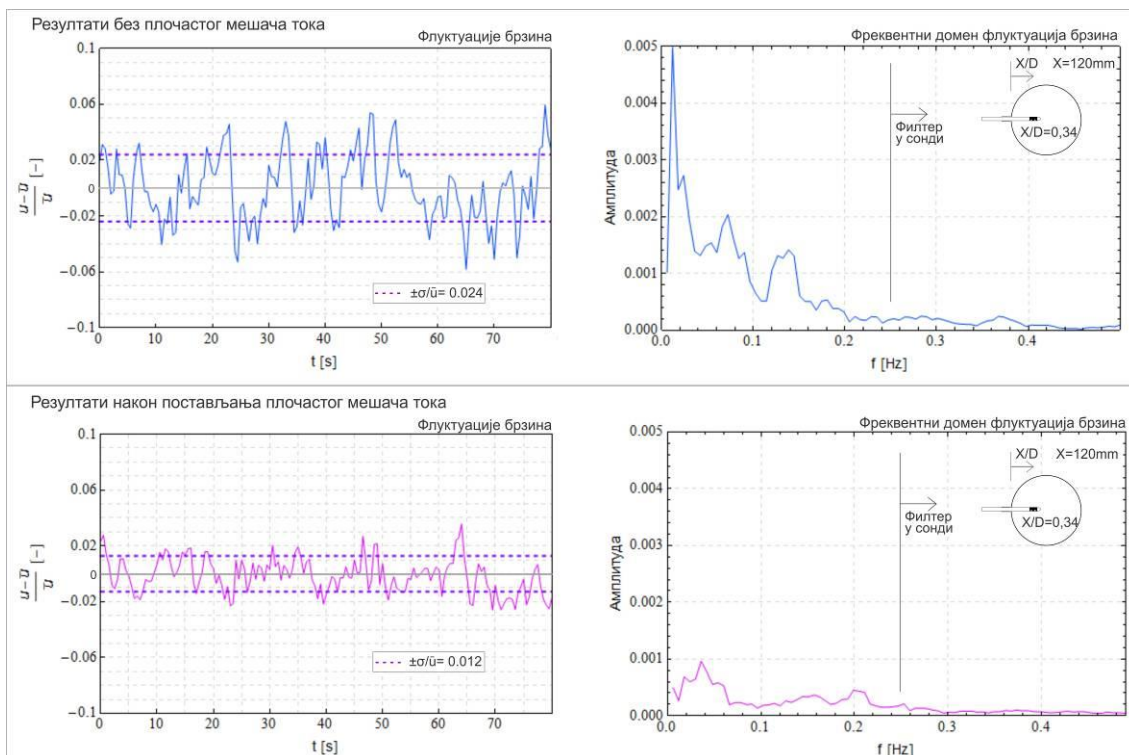 Резултати без плочастог мешача тока
Флуктуације брзина
0.1
0.06
0.02
0
−0.02
−0.06
−0.1
u−u̅
u̅
[-]
±σ/ū= 0.024
0 10 20 30 40 50 60 70
t [s]
Фреквентни домен флуктуација брзина
0.005
0.004
0.003
0.002
0.001
0.000
Амплитуда
X/D X=120mm
X/D=0,34
Филтер
у сонди
0.0 0.1 0.2 0.3 0.4
f [Hz]
Резултати након постављања плочастог мешача тока
Флуктуације брзина
0.1
0.06
0.02
0
−0.02
−0.06
−0.1
u−u̅
u̅
[-]
±σ/ū= 0.012
0 10 20 30 40 50 60 70
t [s]
Фреквентни домен флуктуација брзина
0.005
0.004
0.003
0.002
0.001
0.000
Амплитуда
X/D X=120mm
X/D=0,34
Филтер
у сонди
0.0 0.1 0.2 0.3 0.4
f [Hz]